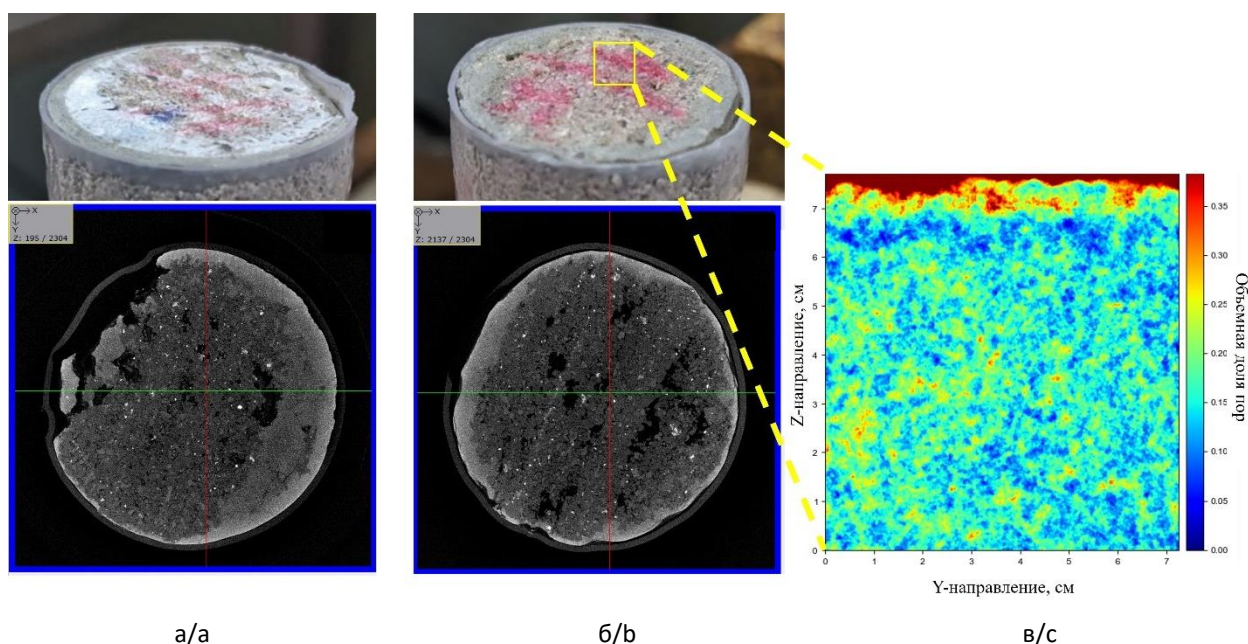 X
Y
Z: 195 / 2304
X
Y
Z: 2137 / 2304
7
6
5
4
3
2
1
0
Z-направление, см
0 1 2 3 4 5 6 7
Y-направление, см
0.35
0.30
0.25
0.20
0.15
0.10
0.05
0.00
Объемная доля пор
а/a
б/b
в/c